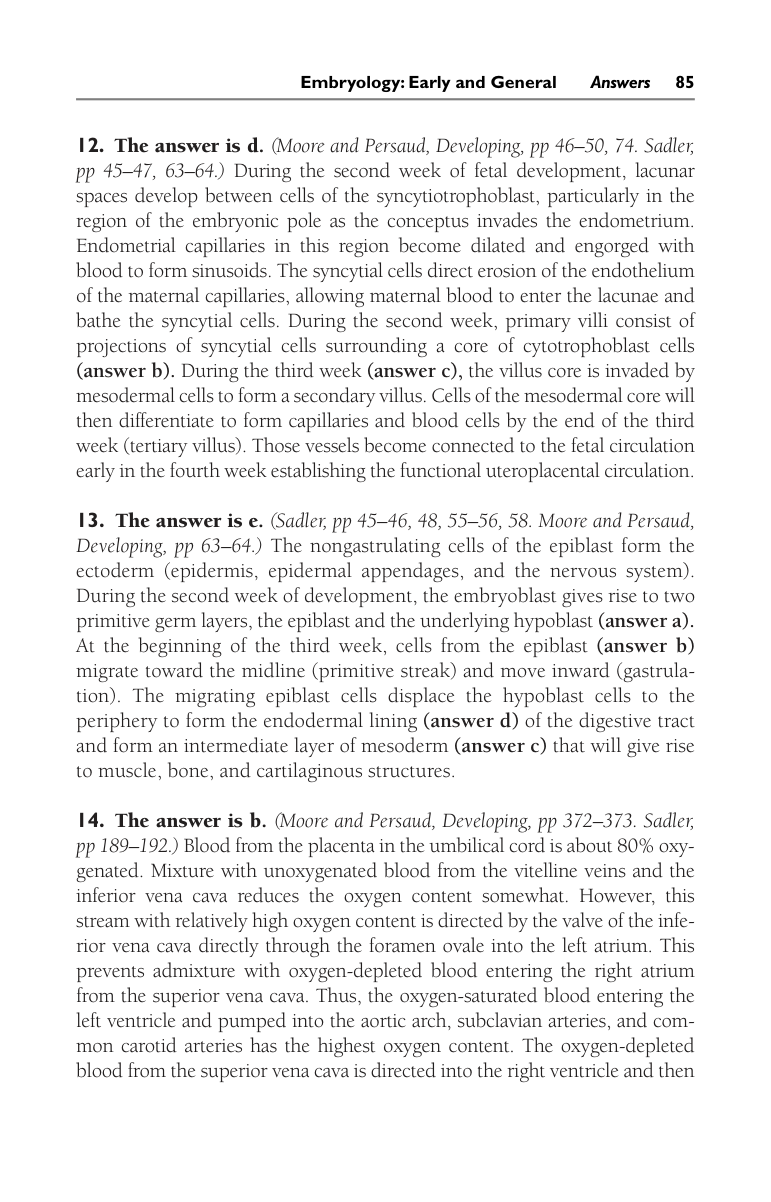 Embryology: Early and General Answers 85
12. The answer is d. (Moore and Persaud, Developing, pp 46–50, 74. Sadler,
pp 45–47, 63–64.) During the second week of fetal development, lacunar
spaces develop between cells of the syncytiotrophoblast, particularly in the
region of the embryonic pole as the conceptus invades the endometrium.
Endometrial capillaries in this region become dilated and engorged with
blood to form sinusoids. The syncytial cells direct erosion of the endothelium
of the maternal capillaries, allowing maternal blood to enter the lacunae and
bathe the syncytial cells. During the second week, primary villi consist of
projections of syncytial cells surrounding a core of cytotrophoblast cells
(answer b). During the third week (answer c), the villus core is invaded by
mesodermal cells to form a secondary villus. Cells of the mesodermal core will
then differentiate to form capillaries and blood cells by the end of the third
week (tertiary villus). Those vessels become connected to the fetal circulation
early in the fourth week establishing the functional uteroplacental circulation.
13. The answer is e. (Sadler, pp 45–46, 48, 55–56, 58. Moore and Persaud,
Developing, pp 63–64.) The nongastrulating cells of the epiblast form the
ectoderm (epidermis, epidermal appendages, and the nervous system).
During the second week of development, the embryoblast gives rise to two
primitive germ layers, the epiblast and the underlying hypoblast (answer a).
At the beginning of the third week, cells from the epiblast (answer b)
migrate toward the midline (primitive streak) and move inward (gastrula-
tion). The migrating epiblast cells displace the hypoblast cells to the
periphery to form the endodermal lining (answer d) of the digestive tract
and form an intermediate layer of mesoderm (answer c) that will give rise
to muscle, bone, and cartilaginous structures.
14. The answer is b. (Moore and Persaud, Developing, pp 372–373. Sadler,
pp 189–192.) Blood from the placenta in the umbilical cord is about 80% oxy-
genated. Mixture with unoxygenated blood from the vitelline veins and the
inferior vena cava reduces the oxygen content somewhat. However, this
stream with relatively high oxygen content is directed by the valve of the infe-
rior vena cava directly through the foramen ovale into the left atrium. This
prevents admixture with oxygen-depleted blood entering the right atrium
from the superior vena cava. Thus, the oxygen-saturated blood entering the
left ventricle and pumped into the aortic arch, subclavian arteries, and com-
mon carotid arteries has the highest oxygen content. The oxygen-depleted
blood from the superior vena cava is directed into the right ventricle and then